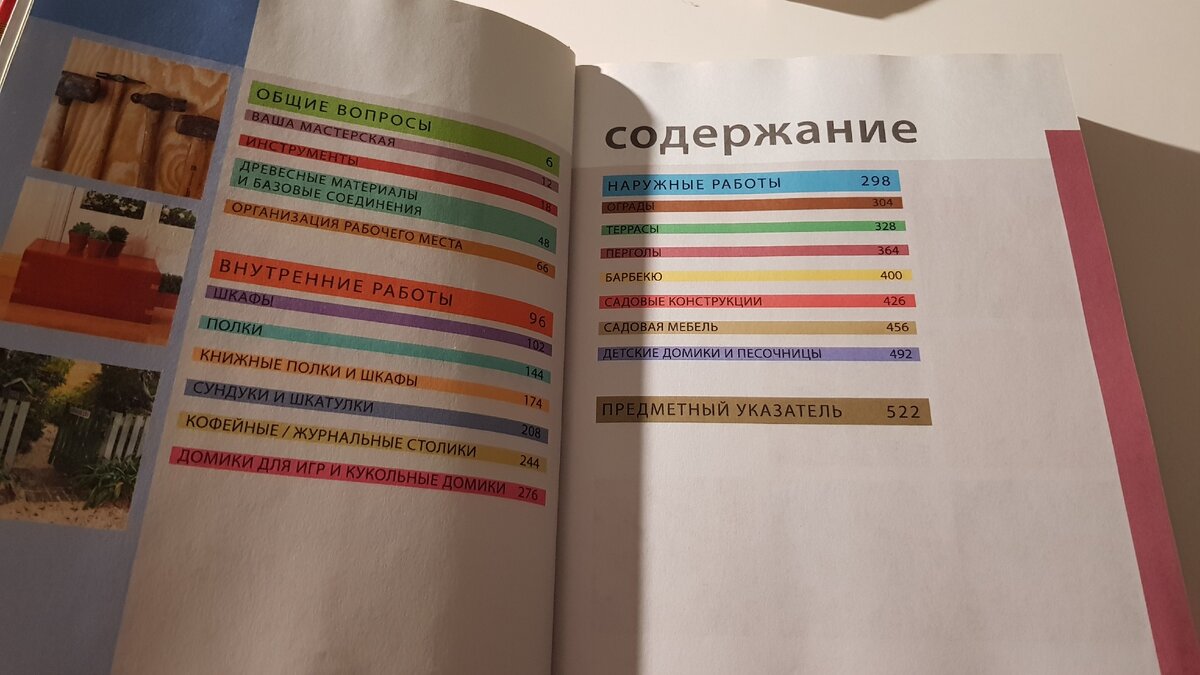 ОБЩИЕ ВОПРОСЫ 6
ВАША МАСТЕРСКАЯ 12
ИНСТРУМЕНТЫ 18
ДРЕВЕСНЫЕ МАТЕРИАЛЫ
И БАЗОВЫЕ СОЕДИНЕНИЯ 48
ОРГАНИЗАЦИЯ РАБОЧЕГО МЕСТА 66
ВНУТРЕННИЕ РАБОТЫ 96
ШКАФЫ 102
ПОЛКИ 144
КНИЖНЫЕ ПОЛКИ И ШКАФЫ 174
СУНДУКИ И ШКАТУЛКИ 208
КОФЕЙНЫЕ / ЖУРНАЛЬНЫЕ СТОЛИКИ 244
ДОМИКИ ДЛЯ ИГР И КУКОЛЬНЫЕ ДОМИКИ 276
содержание
НАРУЖНЫЕ РАБОТЫ 298
ОГРАДЫ 304
ТЕРРАСЫ 328
ПЕРГОЛЫ 364
БАРБЕКЮ 400
САДОВЫЕ КОНСТРУКЦИИ 426
САДОВАЯ МЕБЕЛЬ 456
ДЕТСКИЕ ДОМИКИ И ПЕСОЧНИЦЫ 492
ПРЕДМЕТНЫЙ УКАЗАТЕЛЬ 522